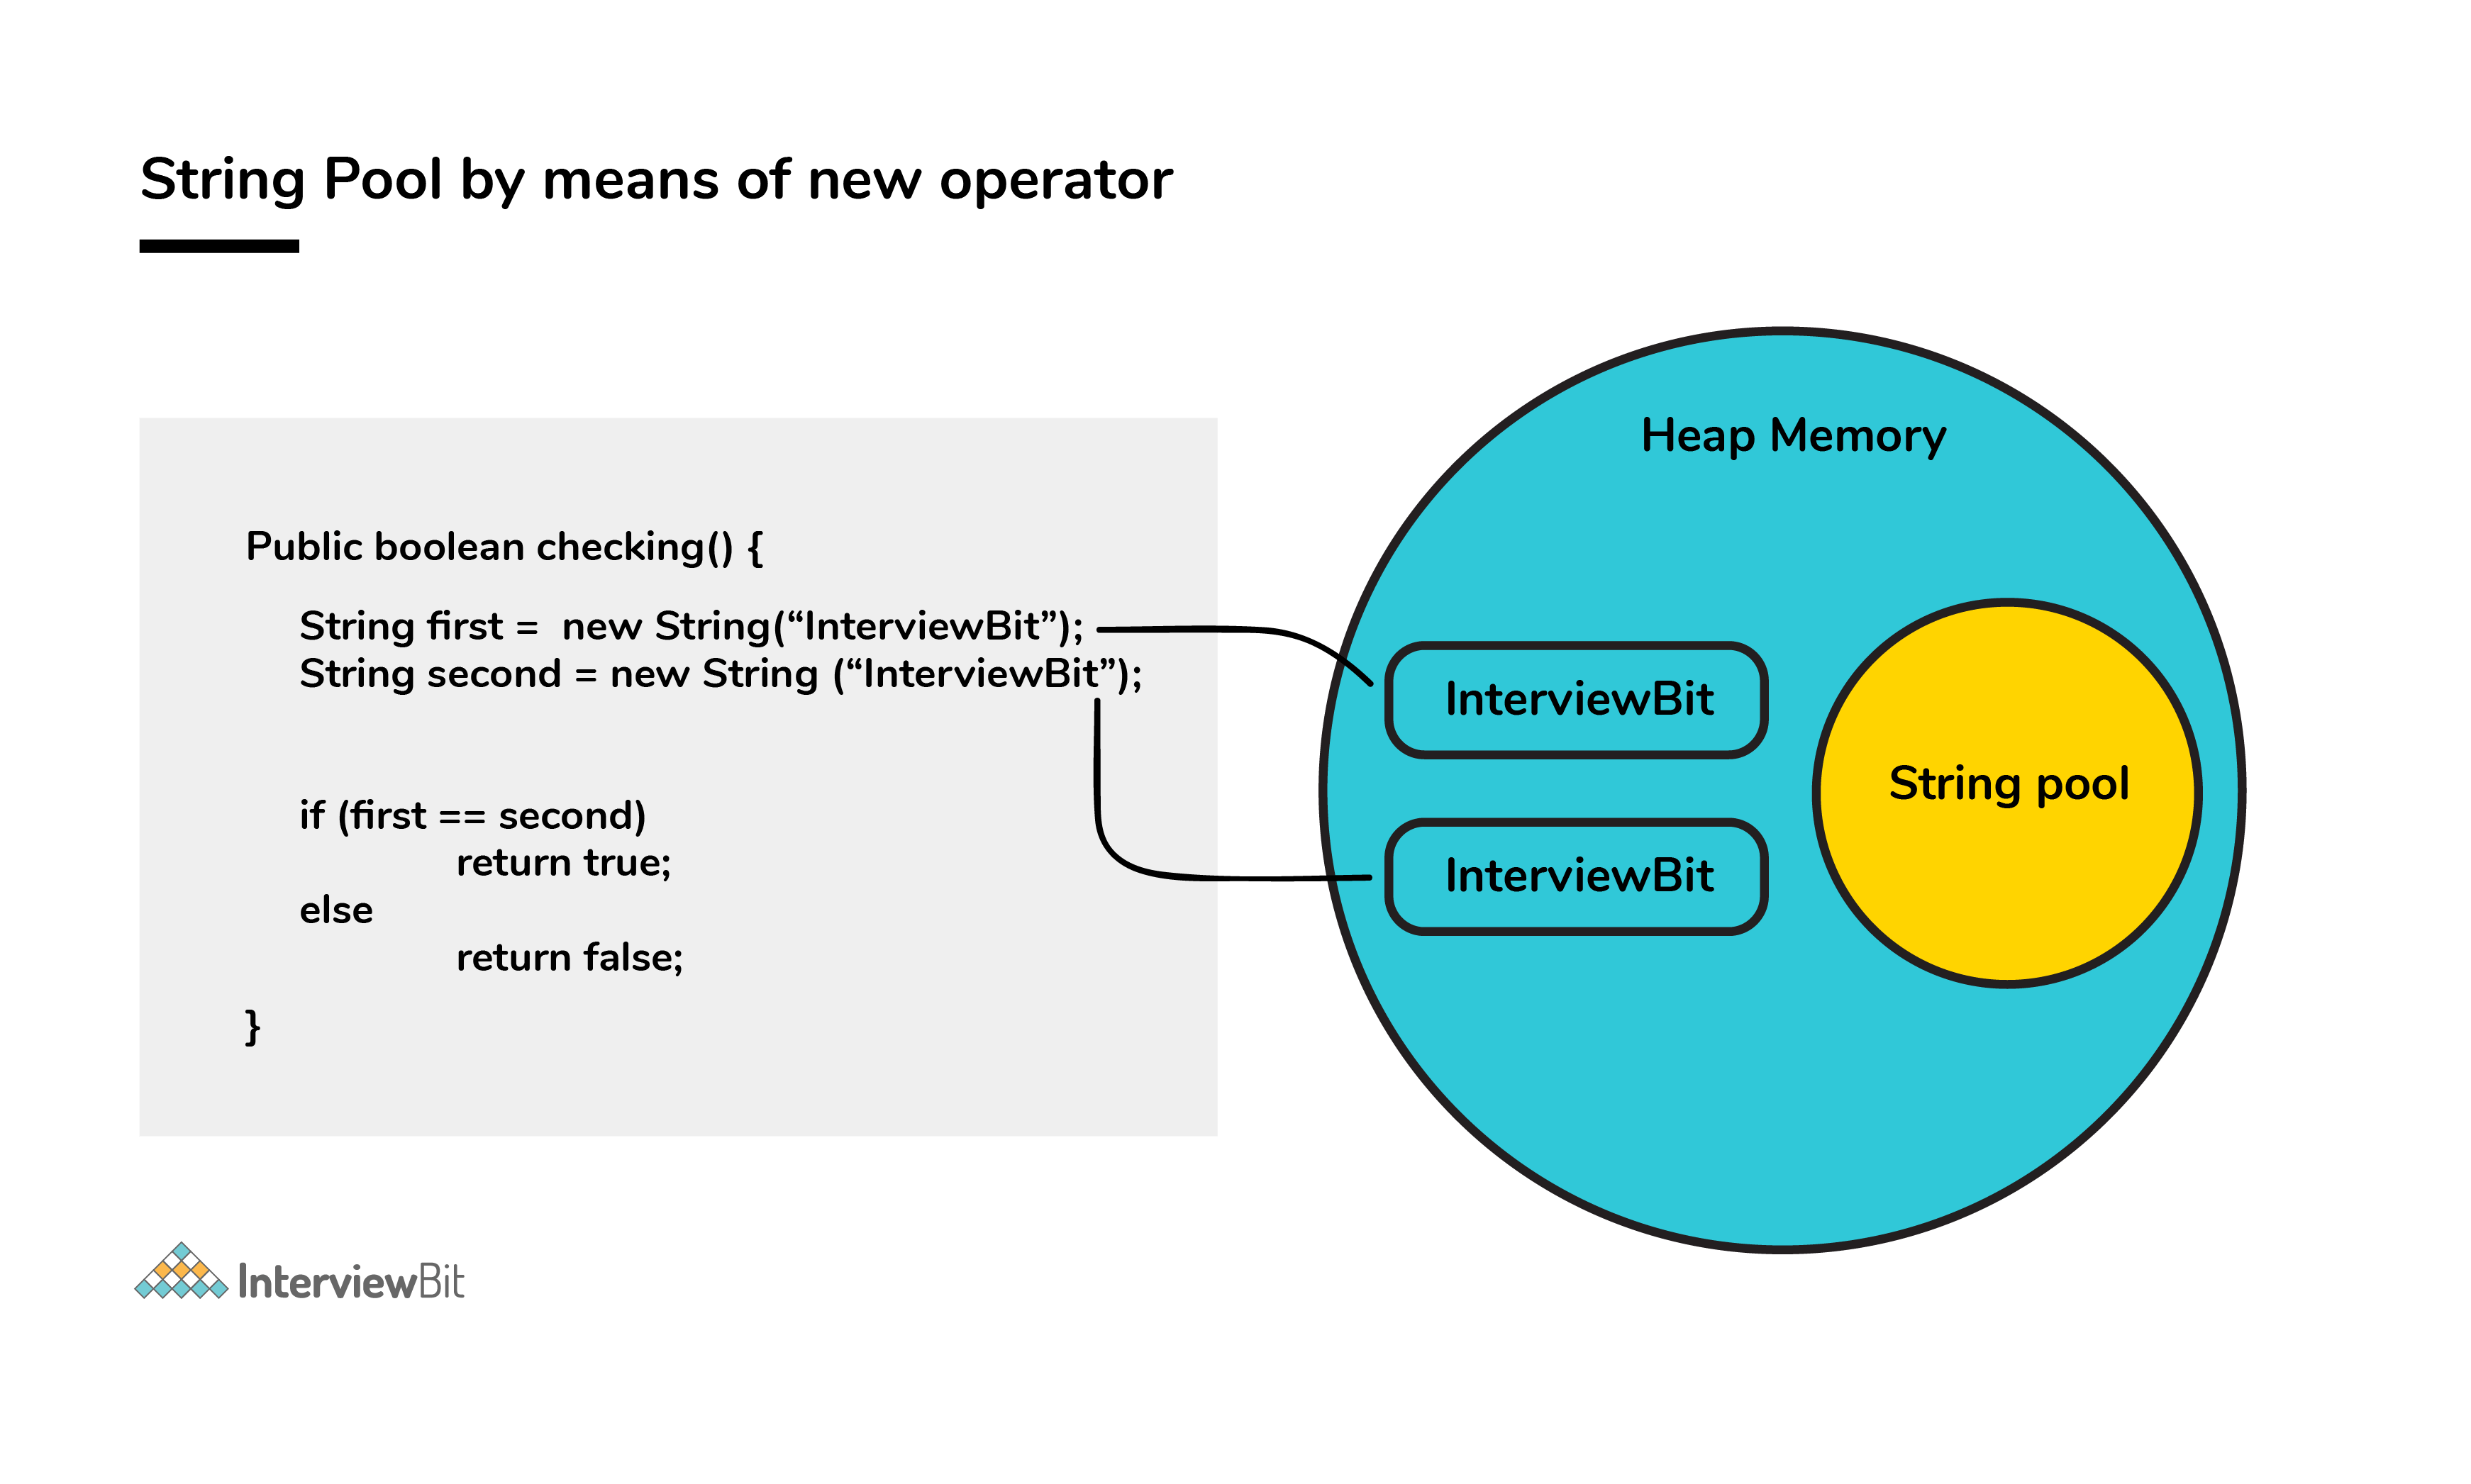 String Pool by means of new operator
Public boolean checking() {
String first =  new String(“InterviewBit”);
String second = new String (“InterviewBit”);
if (first == second)
return true;
else
return false;
}
Heap Memory
InterviewBit
InterviewBit
String pool
InterviewBit